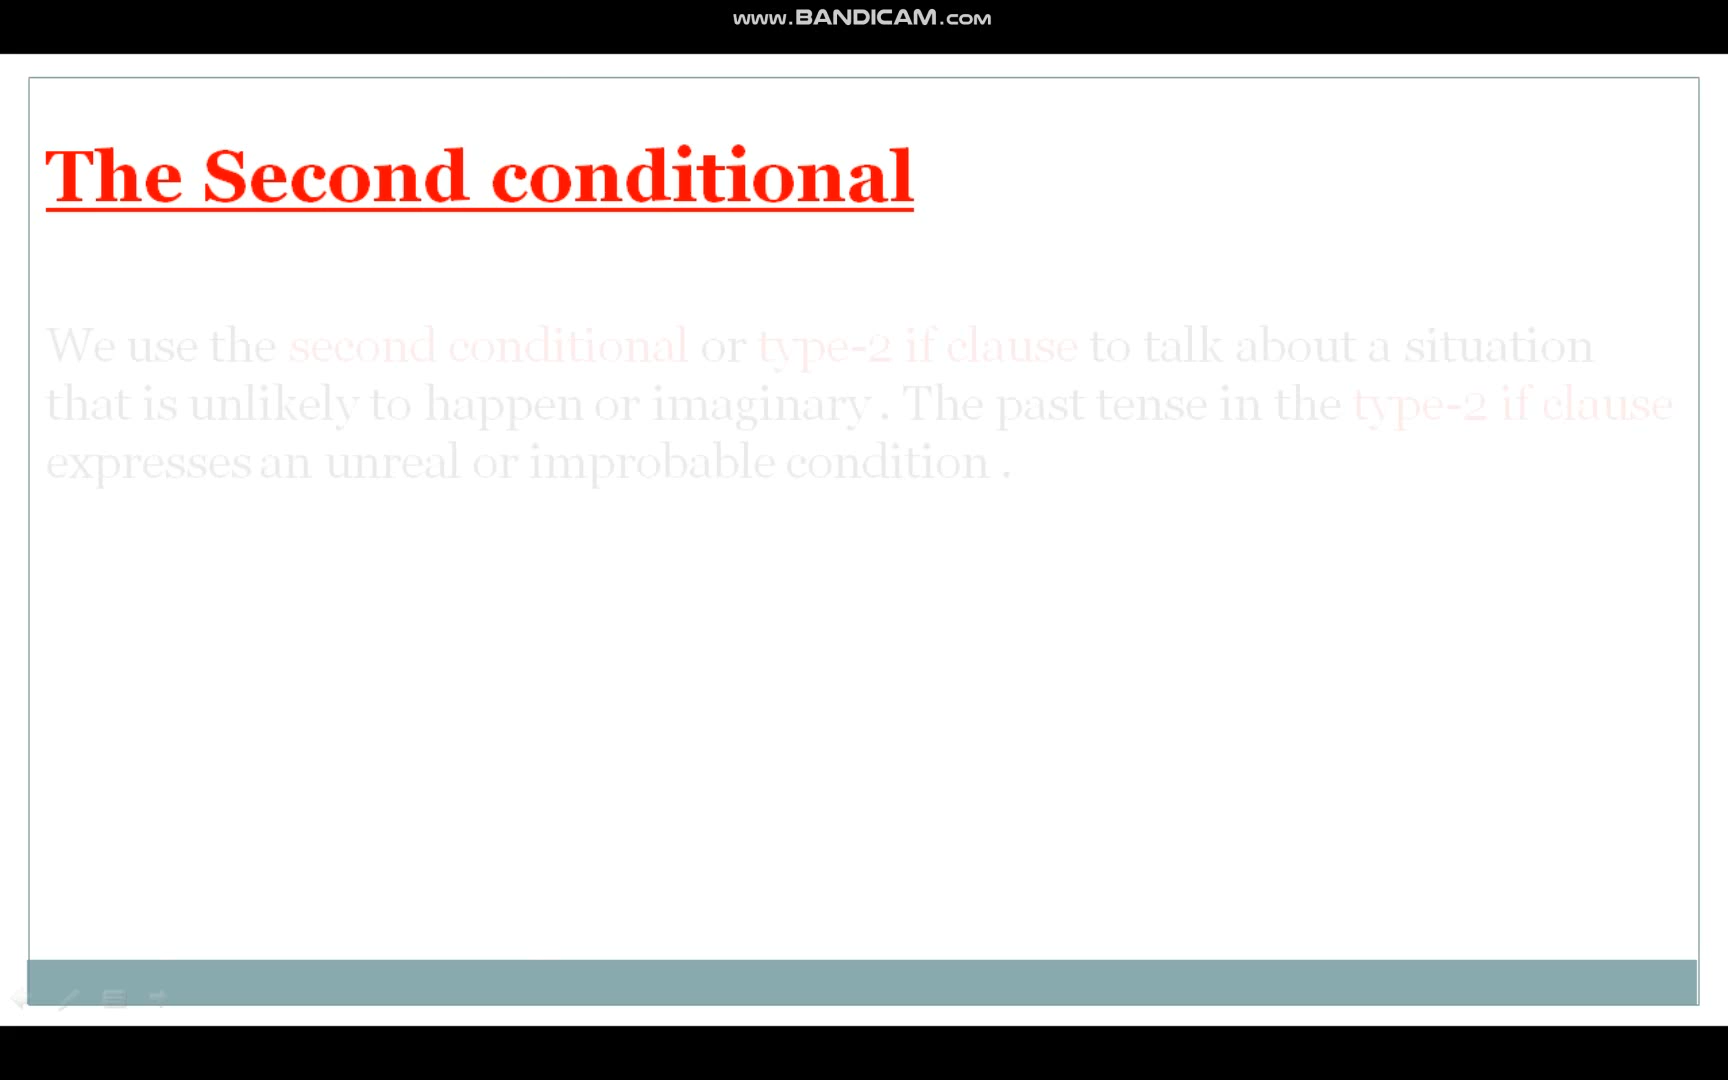 www.BANDICAM.com
The Second conditional
We use the second conditional or type-2 if clause to talk about a situation
that is unlikely to happen or imaginary . The past tense in the type-2 if clause
expresses an unreal or improbable condition .